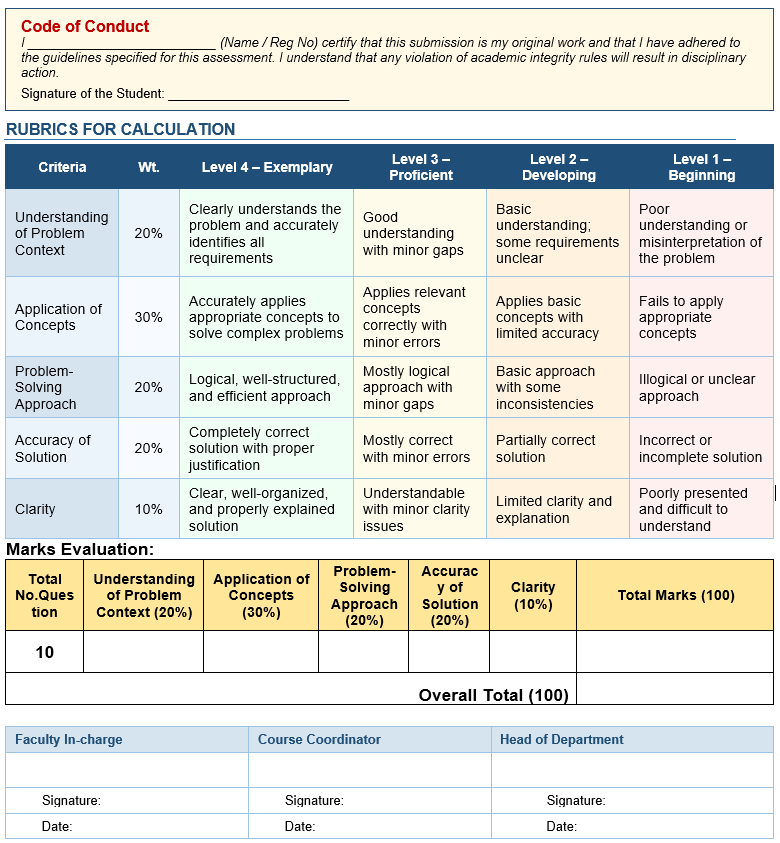 Code of Conduct
I ____________________________ (Name / Reg No) certify that this submission is my original work and that I have adhered to
the guidelines specified for this assessment. I understand that any violation of academic integrity rules will result in disciplinary
action.
Signature of the Student: ___________________________
RUBRICS FOR CALCULATION
Criteria
Wt.
Level 4 – Exemplary
Level 3 –
Proficient
Level 2 –
Developing
Level 1 –
Beginning
Understanding
of Problem
Context
20%
Clearly understands the
problem and accurately
identifies all
requirements
Good
understanding
with minor gaps
Basic
understanding;
some requirements
unclear
Poor
understanding or
misinterpretation of
the problem
Application of
Concepts
30%
Accurately applies
appropriate concepts to
solve complex problems
Applies relevant
concepts
correctly with
minor errors
Applies basic
concepts with
limited accuracy
Fails to apply
appropriate
concepts
Problem-
Solving
Approach
20%
Logical, well-structured,
and efficient approach
Mostly logical
approach with
minor gaps
Basic approach
with some
inconsistencies
Illogical or unclear
approach
Accuracy of
Solution
20%
Completely correct
solution with proper
justification
Mostly correct
with minor errors
Partially correct
solution
Incorrect or
incomplete solution
Clarity
10%
Clear, well-organized,
and properly explained
solution
Understandable
with minor clarity
issues
Limited clarity and
explanation
Poorly presented
and difficult to
understand
Marks Evaluation:
Total
No.Ques
tion
Understanding
of Problem
Context (20%)
Application of
Concepts
(30%)
Problem-
Solving
Approach
(20%)
Accurac
y of
Solution
(20%)
Clarity
(10%)
Total Marks (100)
10
Overall Total (100)
Faculty In-charge
Course Coordinator
Head of Department
Signature:
Signature:
Signature:
Date:
Date:
Date: